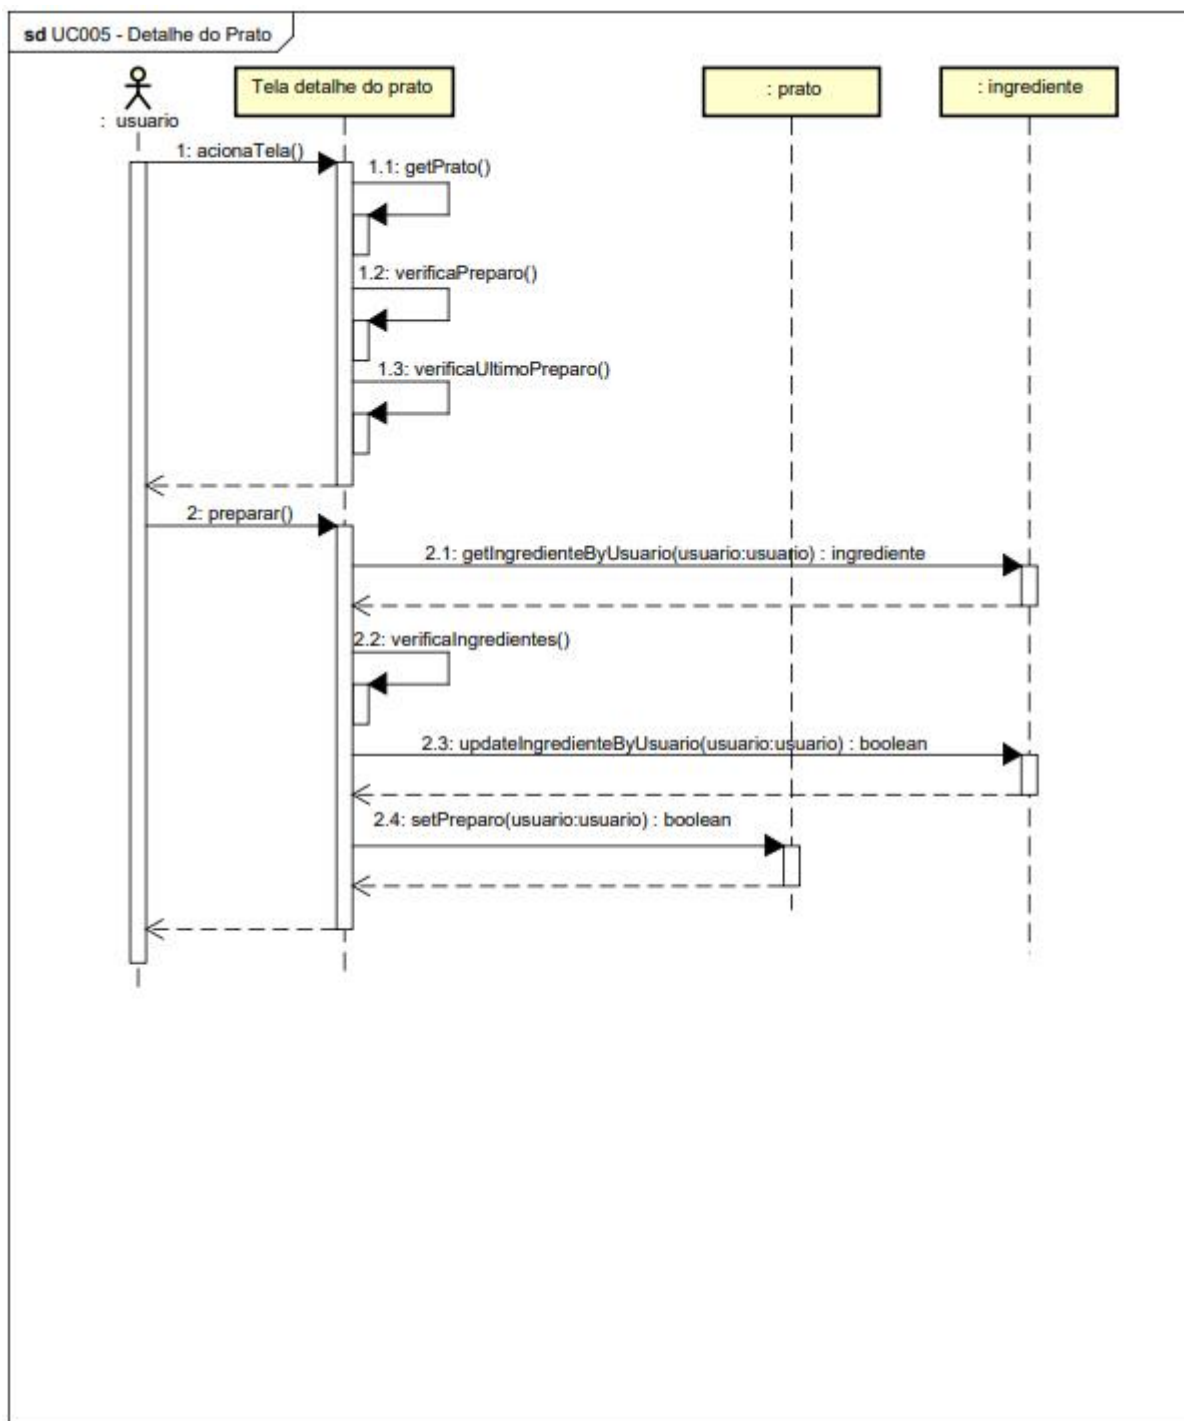 sd UC005 - Detalhe do Prato
: usuario
Tela detalhe do prato
: prato
: ingrediente
1: acionaTela()
1.1: getPrato()
1.2: verificaPreparo()
1.3: verificaUltimoPreparo()
2: preparar()
2.1: getIngredienteByUsuario(usuario:usuario) : ingrediente
2.2: verificaIngredientes()
2.3: updateIngredienteByUsuario(usuario:usuario) : boolean
2.4: setPreparo(usuario:usuario) : boolean